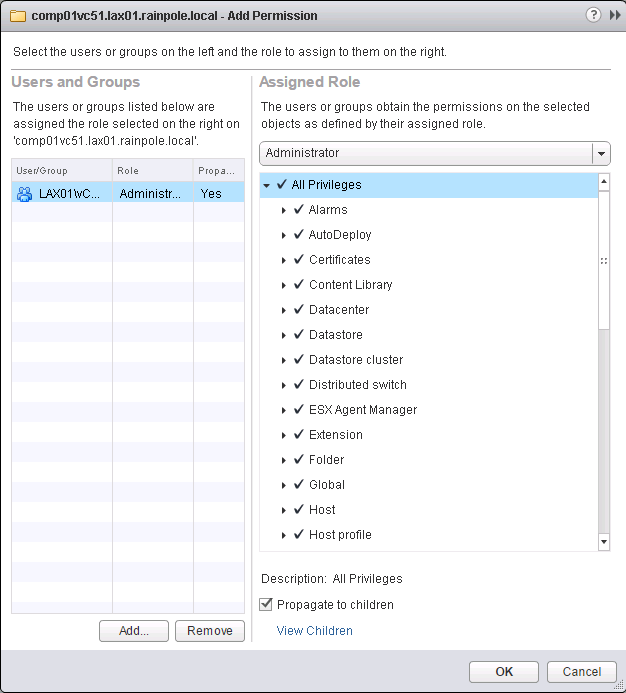 comp01vc51.lax01.rainpole.local - Add Permission
Select the users or groups on the left and the role to assign to them on the right.
Users and Groups
The users or groups listed below are
assigned the role selected on the right on
'comp01vc51.lax01.rainpole.local'.
User/Group Role Propa...
LAX01\vC... Administr... Yes
Add... Remove
Assigned Role
The users or groups obtain the permissions on the selected
objects as defined by their assigned role.
Administrator
All Privileges
Alarms
AutoDeploy
Certificates
Content Library
Datacenter
Datastore
Datastore cluster
Distributed switch
ESX Agent Manager
Extension
Folder
Global
Host
Host profile
Description: All Privileges
Propagate to children
View Children
OK Cancel